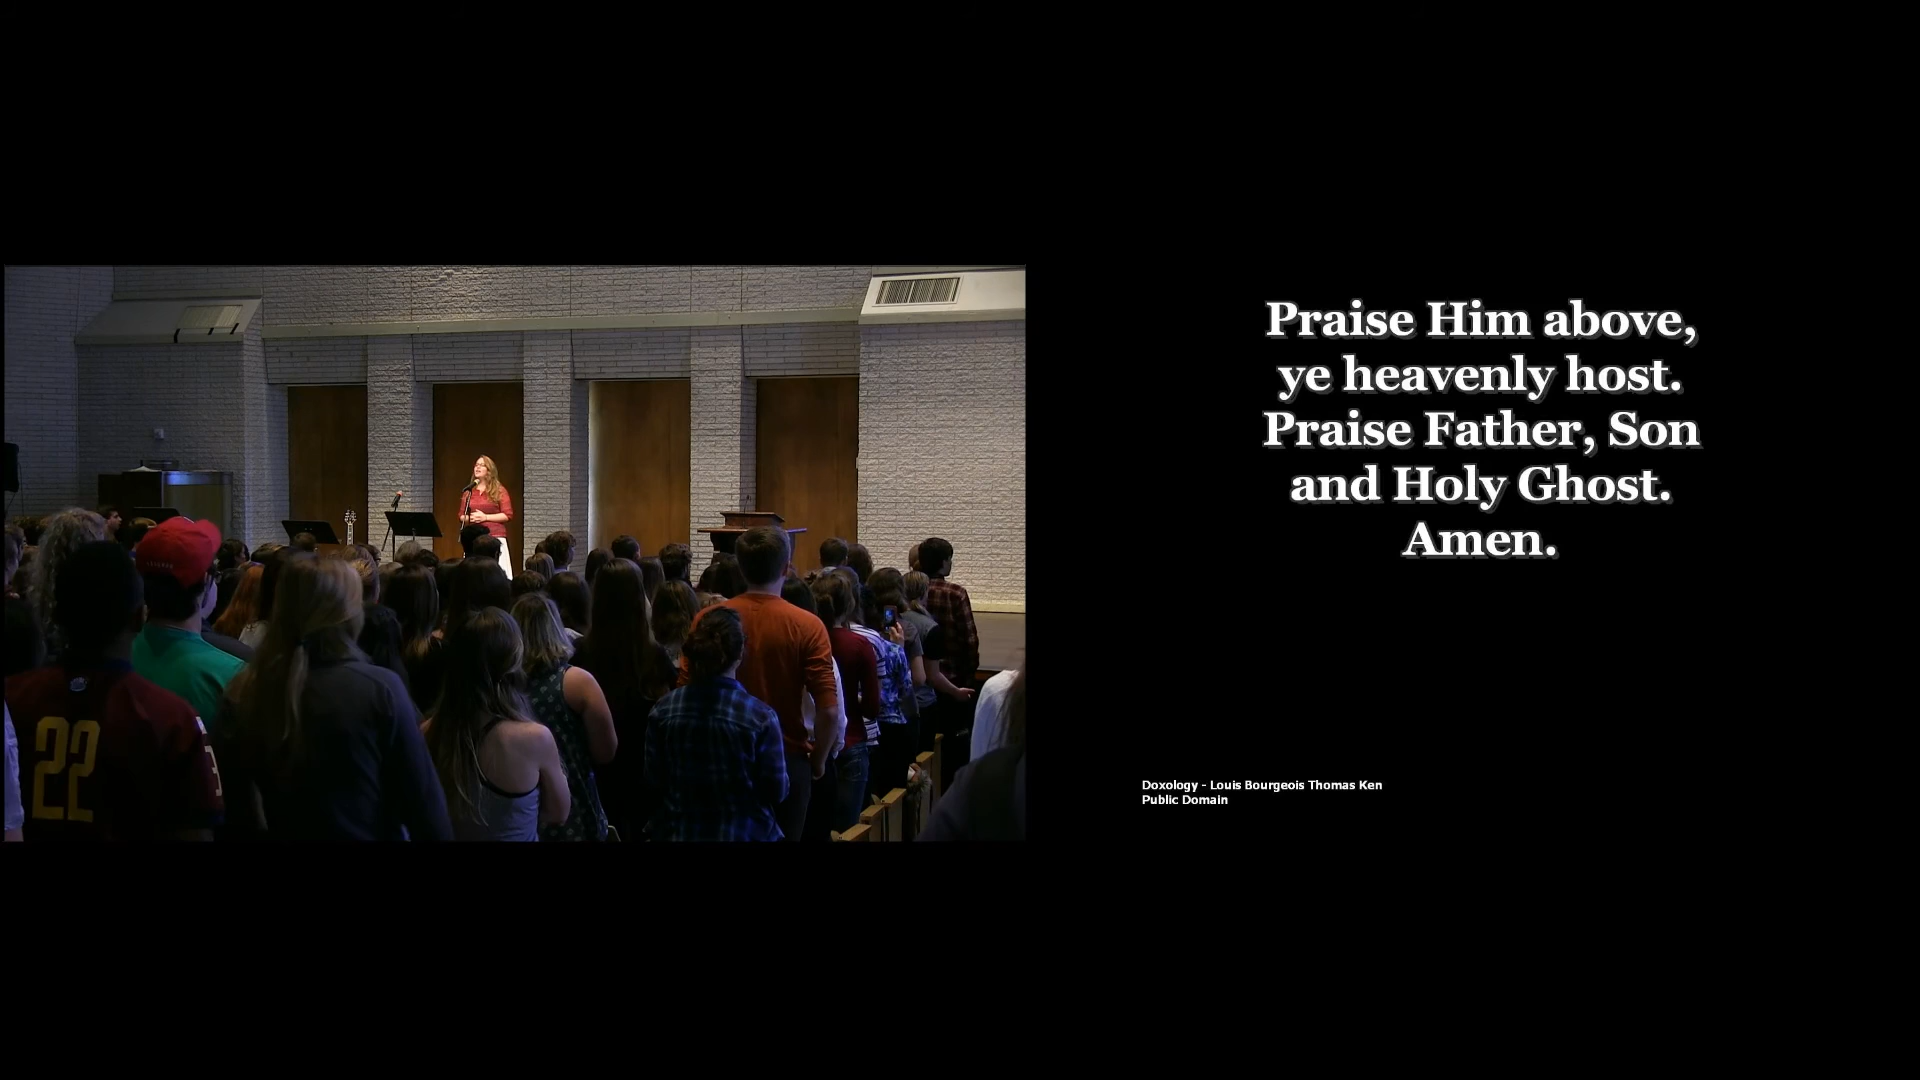 Praise Him above,
ye heavenly host.
Praise Father, Son
and Holy Ghost.
Amen.
Doxology - Louis Bourgeois Thomas Ken
Public Domain
22